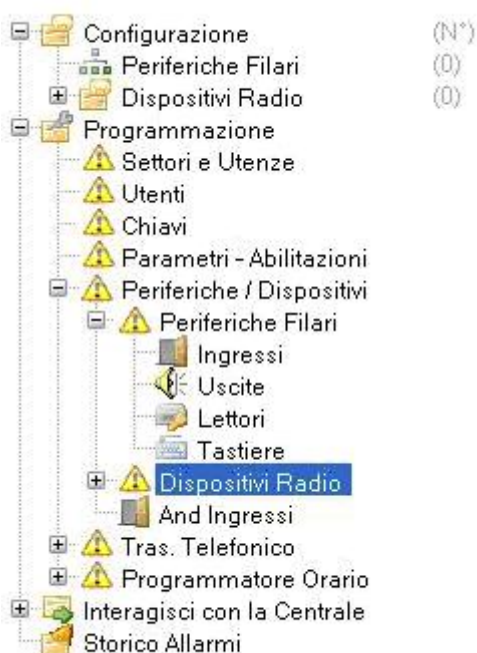 Configurazione (N°)
Periferiche Filari (0)
Dispositivi Radio (0)
Programmazione
Settori e Utenze
Utenti
Chiavi
Parametri - Abilitazioni
Periferiche / Dispositivi
Periferiche Filari
Ingressi
Uscite
Lettori
Tastiere
Dispositivi Radio
And Ingressi
Tras. Telefonico
Programmatore Orario
Interagisci con la Centrale
Storico Allarmi